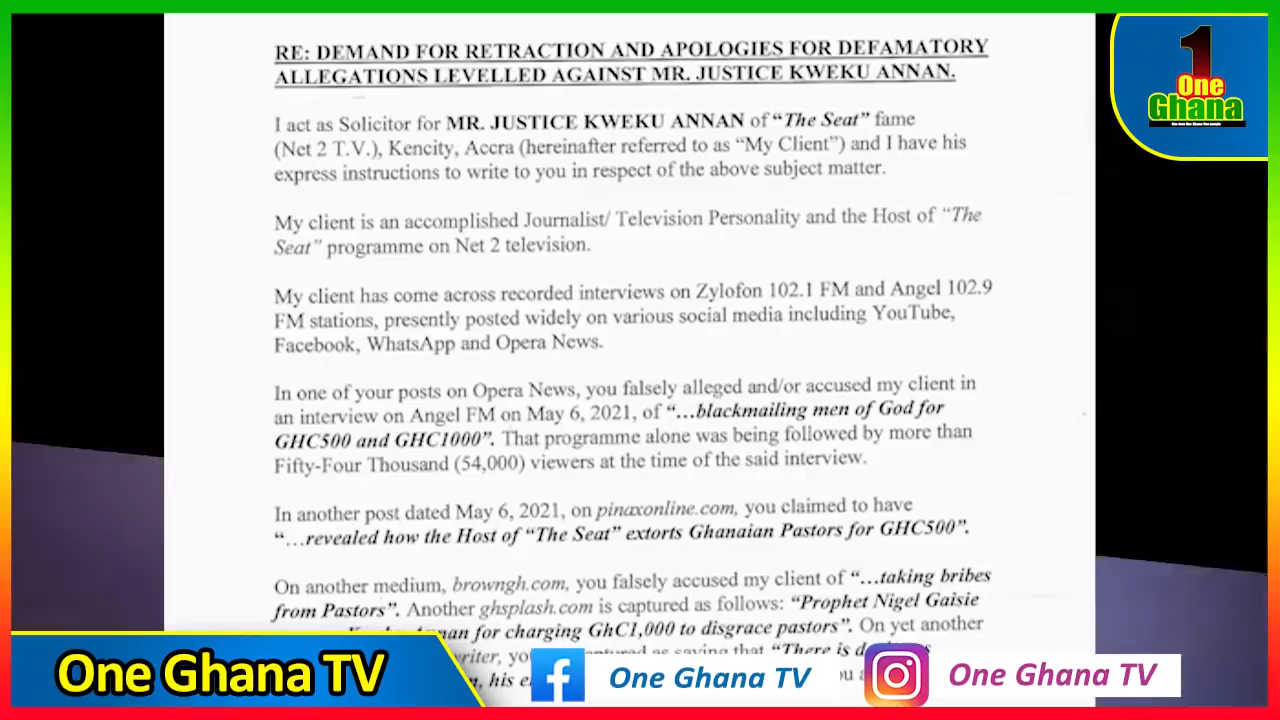 RE: DEMAND FOR RETRACTION AND APOLOGIES FOR DEFAMATORY
ALLEGATIONS LEVELLED AGAINST MR. JUSTICE KWEKU ANNAN.
I act as Solicitor for MR. JUSTICE KWEKU ANNAN of “The Seat” fame
(Net 2 T.V.), Kencity, Accra (hereinafter referred to as “My Client”) and I have his
express instructions to write to you in respect of the above subject matter.
My client is an accomplished Journalist/ Television Personality and the Host of “The
Seat” programme on Net 2 television.
My client has come across recorded interviews on Zylofon 102.1 FM and Angel 102.9
FM stations, presently posted widely on various social media including YouTube,
Facebook, WhatsApp and Opera News.
In one of your posts on Opera News, you falsely alleged and/or accused my client in
an interview on Angel FM on May 6, 2021, of “…blackmailing men of God for
GHC500 and GHC1000”. That programme alone was being followed by more than
Fifty-Four Thousand (54,000) viewers at the time of the said interview.
In another post dated May 6, 2021, on pinaxonline.com, you claimed to have
“…revealed how the Host of “The Seat” extorts Ghanaian Pastors for GHC500”.
On another medium, browngh.com, you falsely accused my client of “…taking bribes
from Pastors”. Another ghsplash.com is captured as follows: “Prophet Nigel Gaisie
for charging GhC1,000 to disgrace pastors”. On yet another
saying that “There is
his
1
One
Ghana
One Ghana TV
One Ghana TV
One Ghana TV